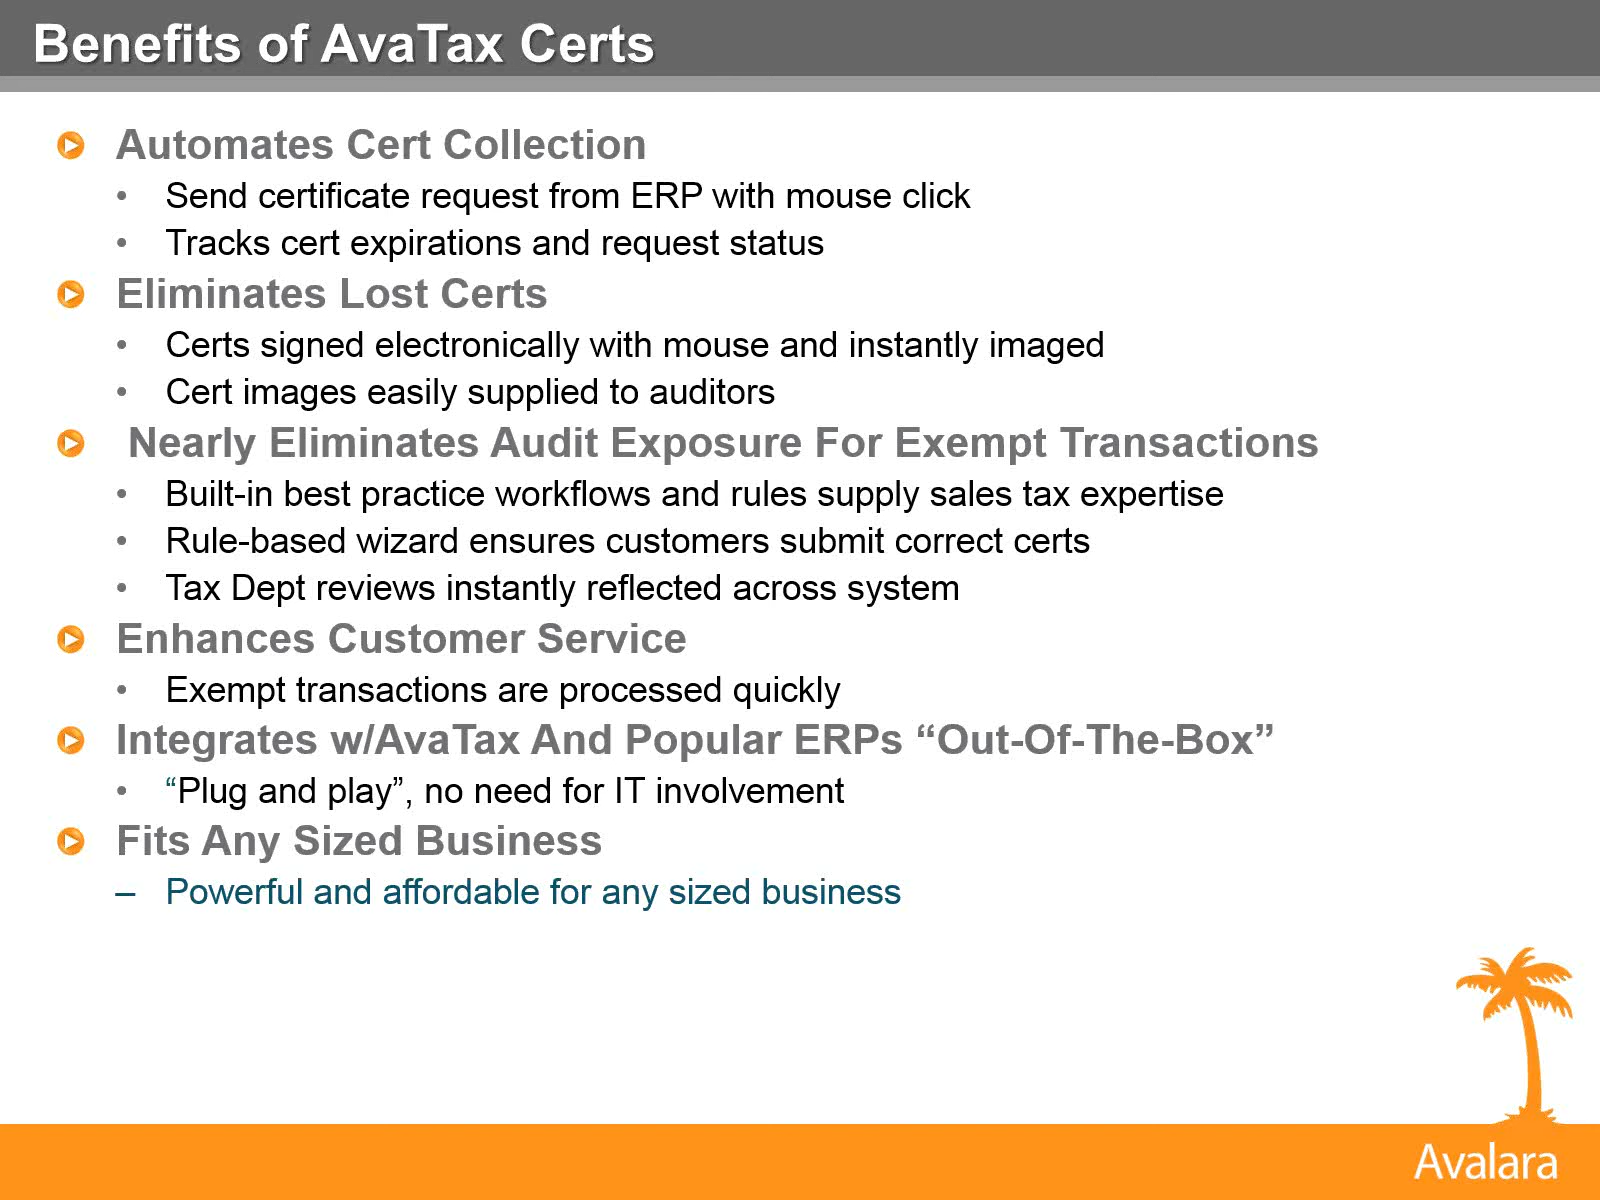 Benefits of AvaTax Certs
Automates Cert Collection
• Send certificate request from ERP with mouse click
• Tracks cert expirations and request status
Eliminates Lost Certs
• Certs signed electronically with mouse and instantly imaged
• Cert images easily supplied to auditors
Nearly Eliminates Audit Exposure For Exempt Transactions
• Built-in best practice workflows and rules supply sales tax expertise
• Rule-based wizard ensures customers submit correct certs
• Tax Dept reviews instantly reflected across system
Enhances Customer Service
• Exempt transactions are processed quickly
Integrates w/AvaTax And Popular ERPs “Out-Of-The-Box”
• “Plug and play”, no need for IT involvement
Fits Any Sized Business
– Powerful and affordable for any sized business
Avalara